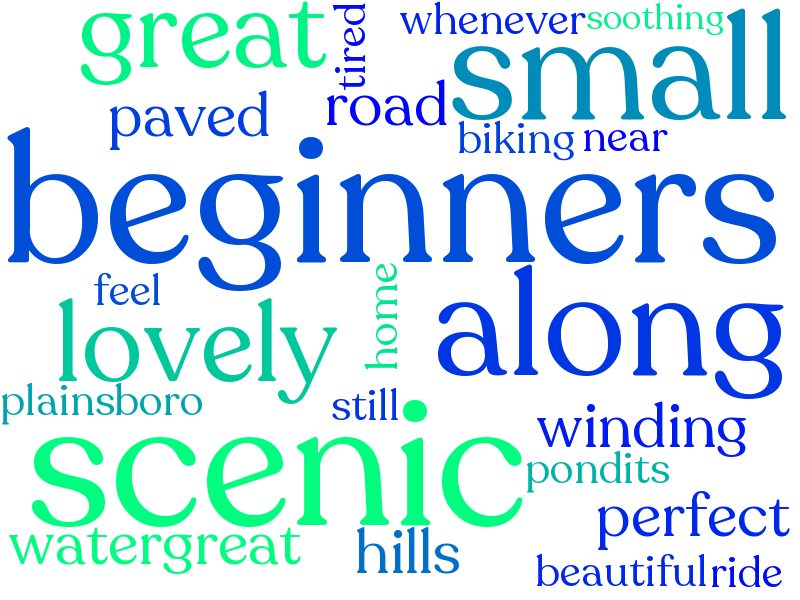 great
tired
whenever
soothing
small
paved
road
biking
near
beginners
feel
home
lovely
along
plainsboro
still
winding
scenic
pondits
perfect
watergreat
hills
beautiful
ride